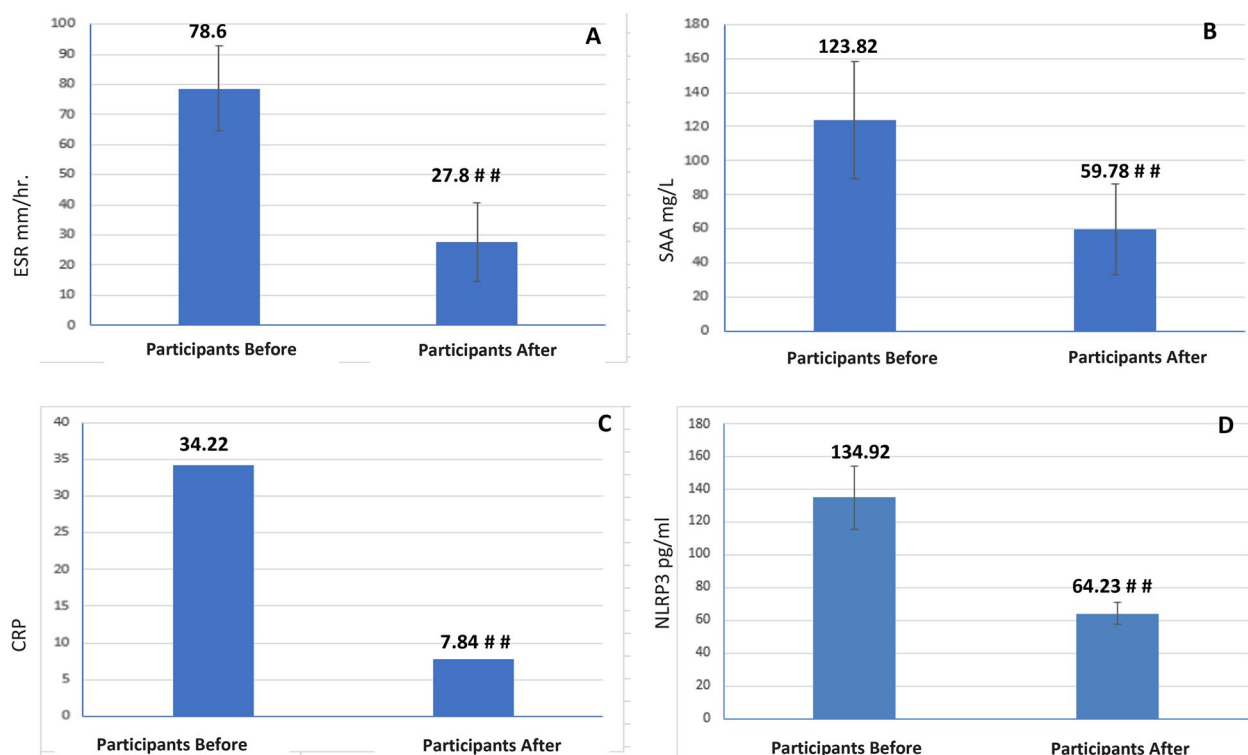 A
ESR mm/hr.
100
90
80
70
60
50
40
30
20
10
0
78.6
27.8 # #
Participants Before
Participants After
B
SAA mg/L
180
160
140
120
100
80
60
40
20
0
123.82
59.78 # #
Participants Before
Participants After
C
CRP
40
35
30
25
20
15
10
5
0
34.22
7.84 # #
Participants Before
Participants After
D
NLRP3 pg/ml
180
160
140
120
100
80
60
40
20
0
134.92
64.23 # #
Participants Before
Participants After